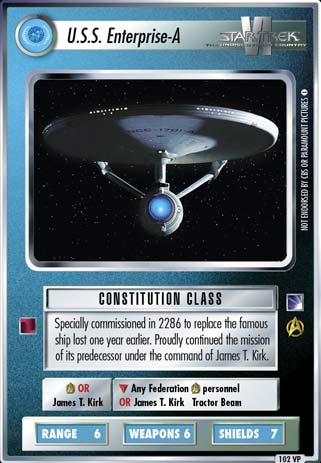 U.S.S. Enterprise-A
STAR TREK
VI
THE UNDISCOVERED COUNTRY
NOT ENDORSED BY CBS OR PARAMOUNT PICTURES
NCC-1701-A
CONSTITUTION CLASS
Specially commissioned in 2286 to replace the famous
ship lost one year earlier. Proudly continued the mission
of its predecessor under the command of James T. Kirk.
OR
James T. Kirk
Any Federation personnel
OR James T. Kirk Tractor Beam
RANGE 6
WEAPONS 6
SHIELDS 7
102 VP